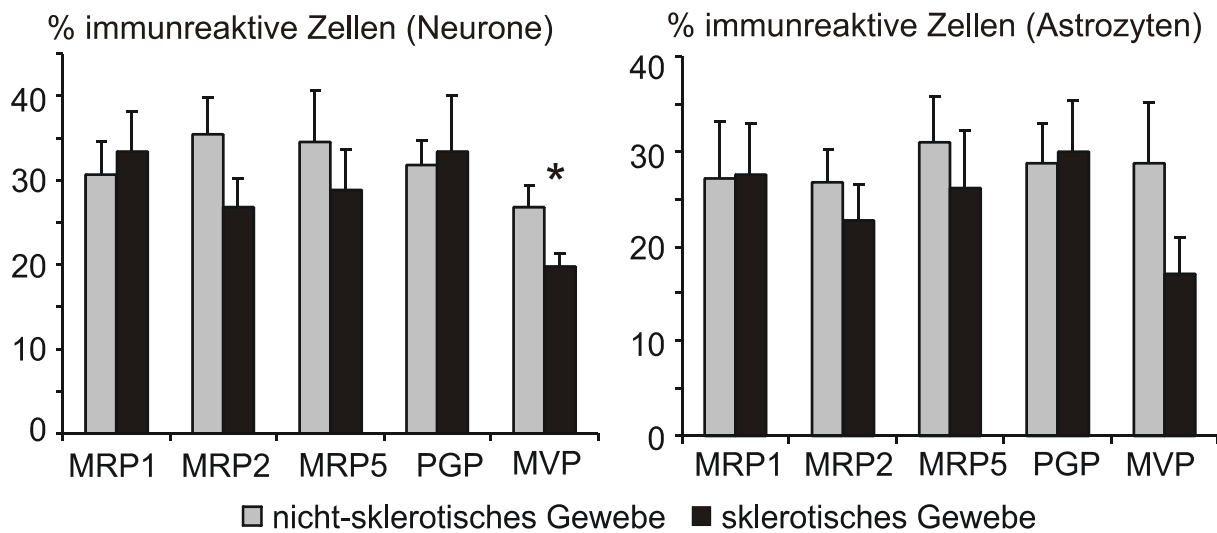 % immunreaktive Zellen (Neurone)
40
30
20
10
0
*
MRP1 MRP2 MRP5 PGP MVP
% immunreaktive Zellen (Astrozyten)
40
30
20
10
0
MRP1 MRP2 MRP5 PGP MVP
nicht-sklerotisches Gewebe sklerotisches Gewebe